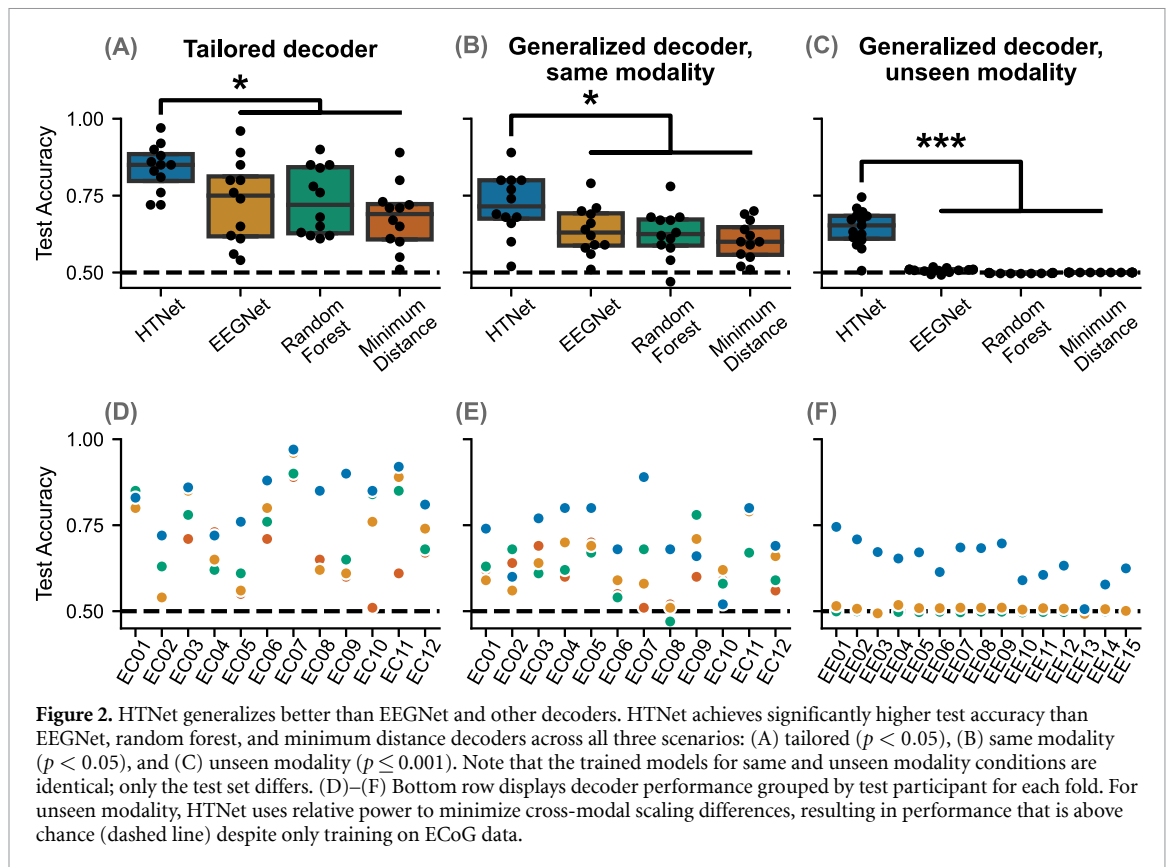 (A)
Tailored decoder
*
Test Accuracy
1.00
0.75
0.50
HTNet
EEGNet
Random
Forest
Minimum
Distance
(B)
Generalized decoder,
same modality
*
HTNet
EEGNet
Random
Forest
Minimum
Distance
(C)
Generalized decoder,
unseen modality
***
HTNet
EEGNet
Random
Forest
Minimum
Distance
(D)
Test Accuracy
1.00
0.75
0.50
EC01
EC02
EC03
EC04
EC05
EC06
EC07
EC08
EC09
EC10
EC11
EC12
(E)
EC01
EC02
EC03
EC04
EC05
EC06
EC07
EC08
EC09
EC10
EC11
EC12
(F)
EE01
EE02
EE03
EE04
EE05
EE06
EE07
EE08
EE09
EE10
EE11
EE12
EE13
EE14
EE15
Figure 2. HTNet generalizes better than EEGNet and other decoders. HTNet achieves significantly higher test accuracy than
EEGNet, random forest, and minimum distance decoders across all three scenarios: (A) tailored (p < 0.05), (B) same modality
(p < 0.05), and (C) unseen modality (p ≤ 0.001). Note that the trained models for same and unseen modality conditions are
identical; only the test set differs. (D)–(F) Bottom row displays decoder performance grouped by test participant for each fold. For
unseen modality, HTNet uses relative power to minimize cross-modal scaling differences, resulting in performance that is above
chance (dashed line) despite only training on ECoG data.